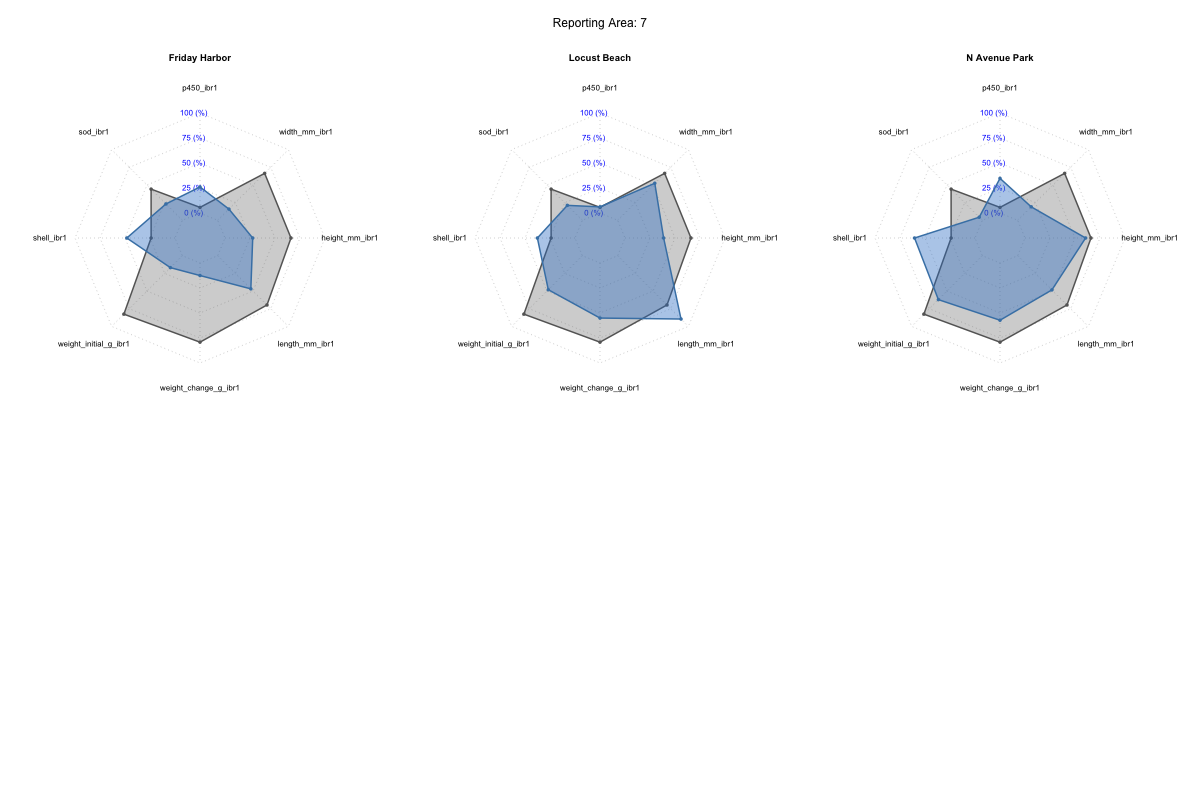 Reporting Area: 7
Friday Harbor
p450_ibr1
100 (%)
sod_ibr1
width_mm_ibr1
75 (%)
50 (%)
25 (%)
0 (%)
shell_ibr1
height_mm_ibr1
weight_initial_g_ibr1
length_mm_ibr1
weight_change_g_ibr1
Locust Beach
p450_ibr1
100 (%)
sod_ibr1
width_mm_ibr1
75 (%)
50 (%)
25 (%)
0 (%)
shell_ibr1
height_mm_ibr1
weight_initial_g_ibr1
length_mm_ibr1
weight_change_g_ibr1
N Avenue Park
p450_ibr1
100 (%)
sod_ibr1
width_mm_ibr1
75 (%)
50 (%)
25 (%)
0 (%)
shell_ibr1
height_mm_ibr1
weight_initial_g_ibr1
length_mm_ibr1
weight_change_g_ibr1